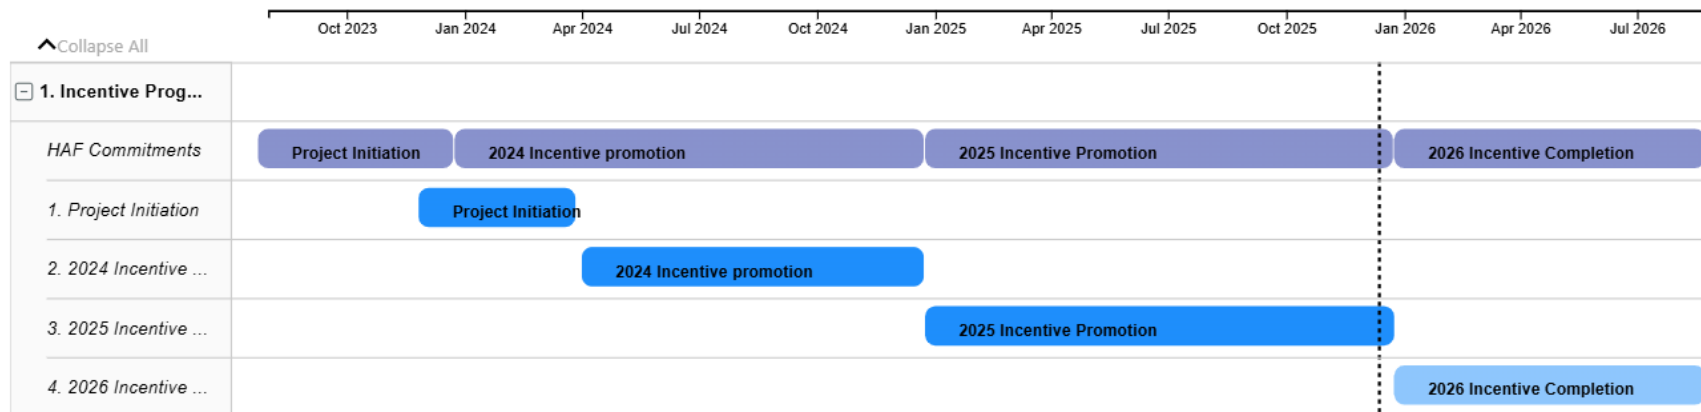 Oct 2023 Jan 2024 Apr 2024 Jul 2024 Oct 2024 Jan 2025 Apr 2025 Jul 2025 Oct 2025 Jan 2026 Apr 2026 Jul 2026
Collapse All
1. Incentive Prog...
HAF Commitments Project Initiation 2024 Incentive promotion 2025 Incentive Promotion 2026 Incentive Completion
1. Project Initiation Project Initiation
2. 2024 Incentive ... 2024 Incentive promotion
3. 2025 Incentive ... 2025 Incentive Promotion
4. 2026 Incentive ... 2026 Incentive Completion